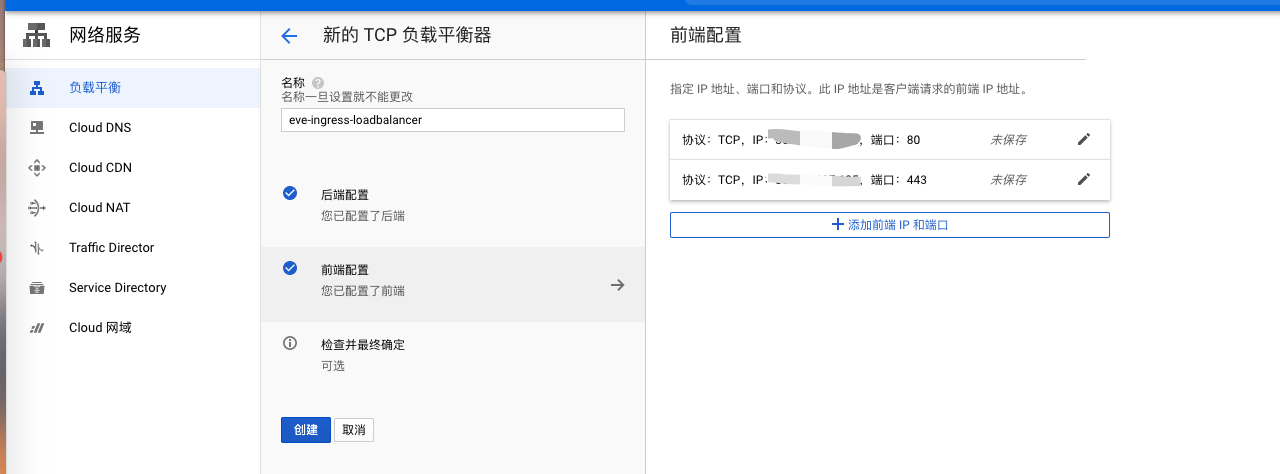 网络服务
负载平衡
Cloud DNS
Cloud CDN
Cloud NAT
Traffic Director
Service Directory
Cloud 网域
新的 TCP 负载平衡器
名称
名称一旦设置就不能更改
eve-ingress-loadbalancer
后端配置
您已配置了后端
前端配置
您已配置了前端
检查并最终确定
可选
创建 取消
前端配置
指定 IP 地址、端口和协议。此 IP 地址是客户端请求的前端 IP 地址。
协议：TCP，IP： ，端口：80 未保存
协议：TCP，IP： ，端口：443 未保存
添加前端 IP 和端口